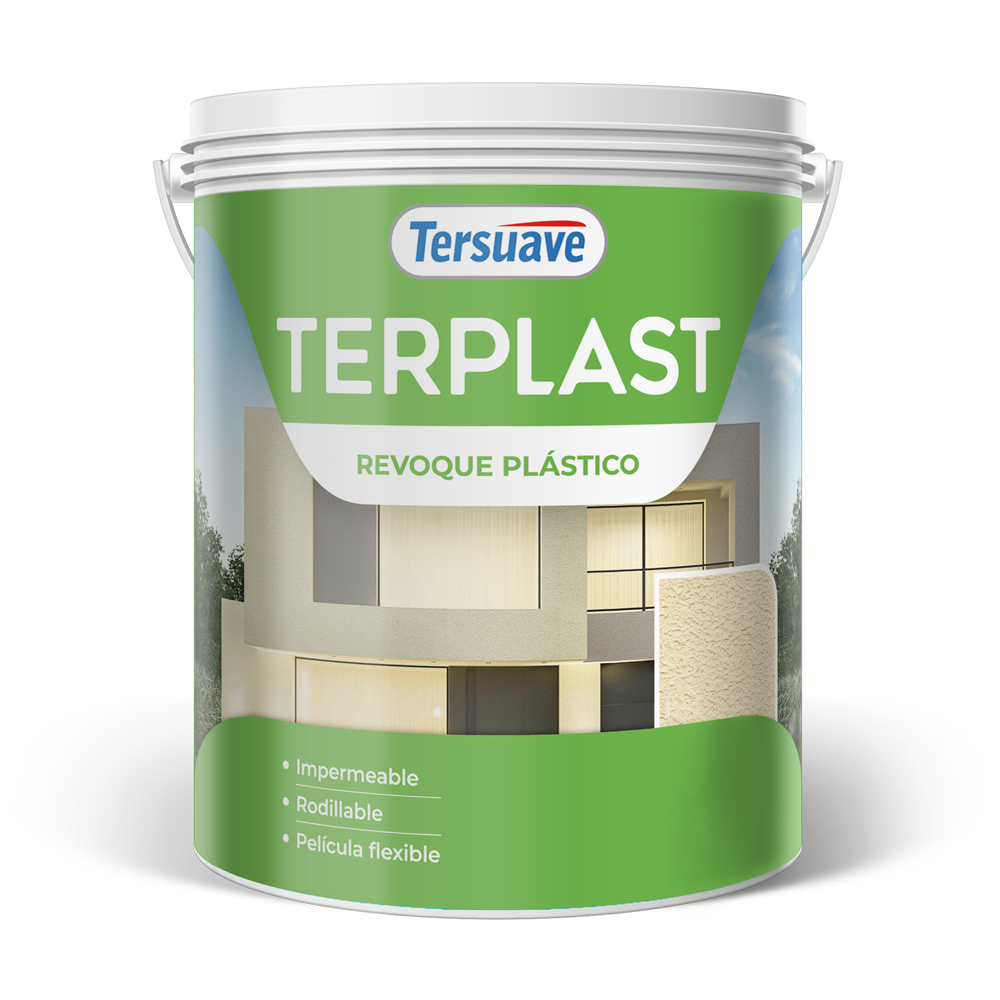 Tersuave
TERPLAST
REVOQUE PLÁSTICO
• Impermeable
• Rodillable
• Película flexible